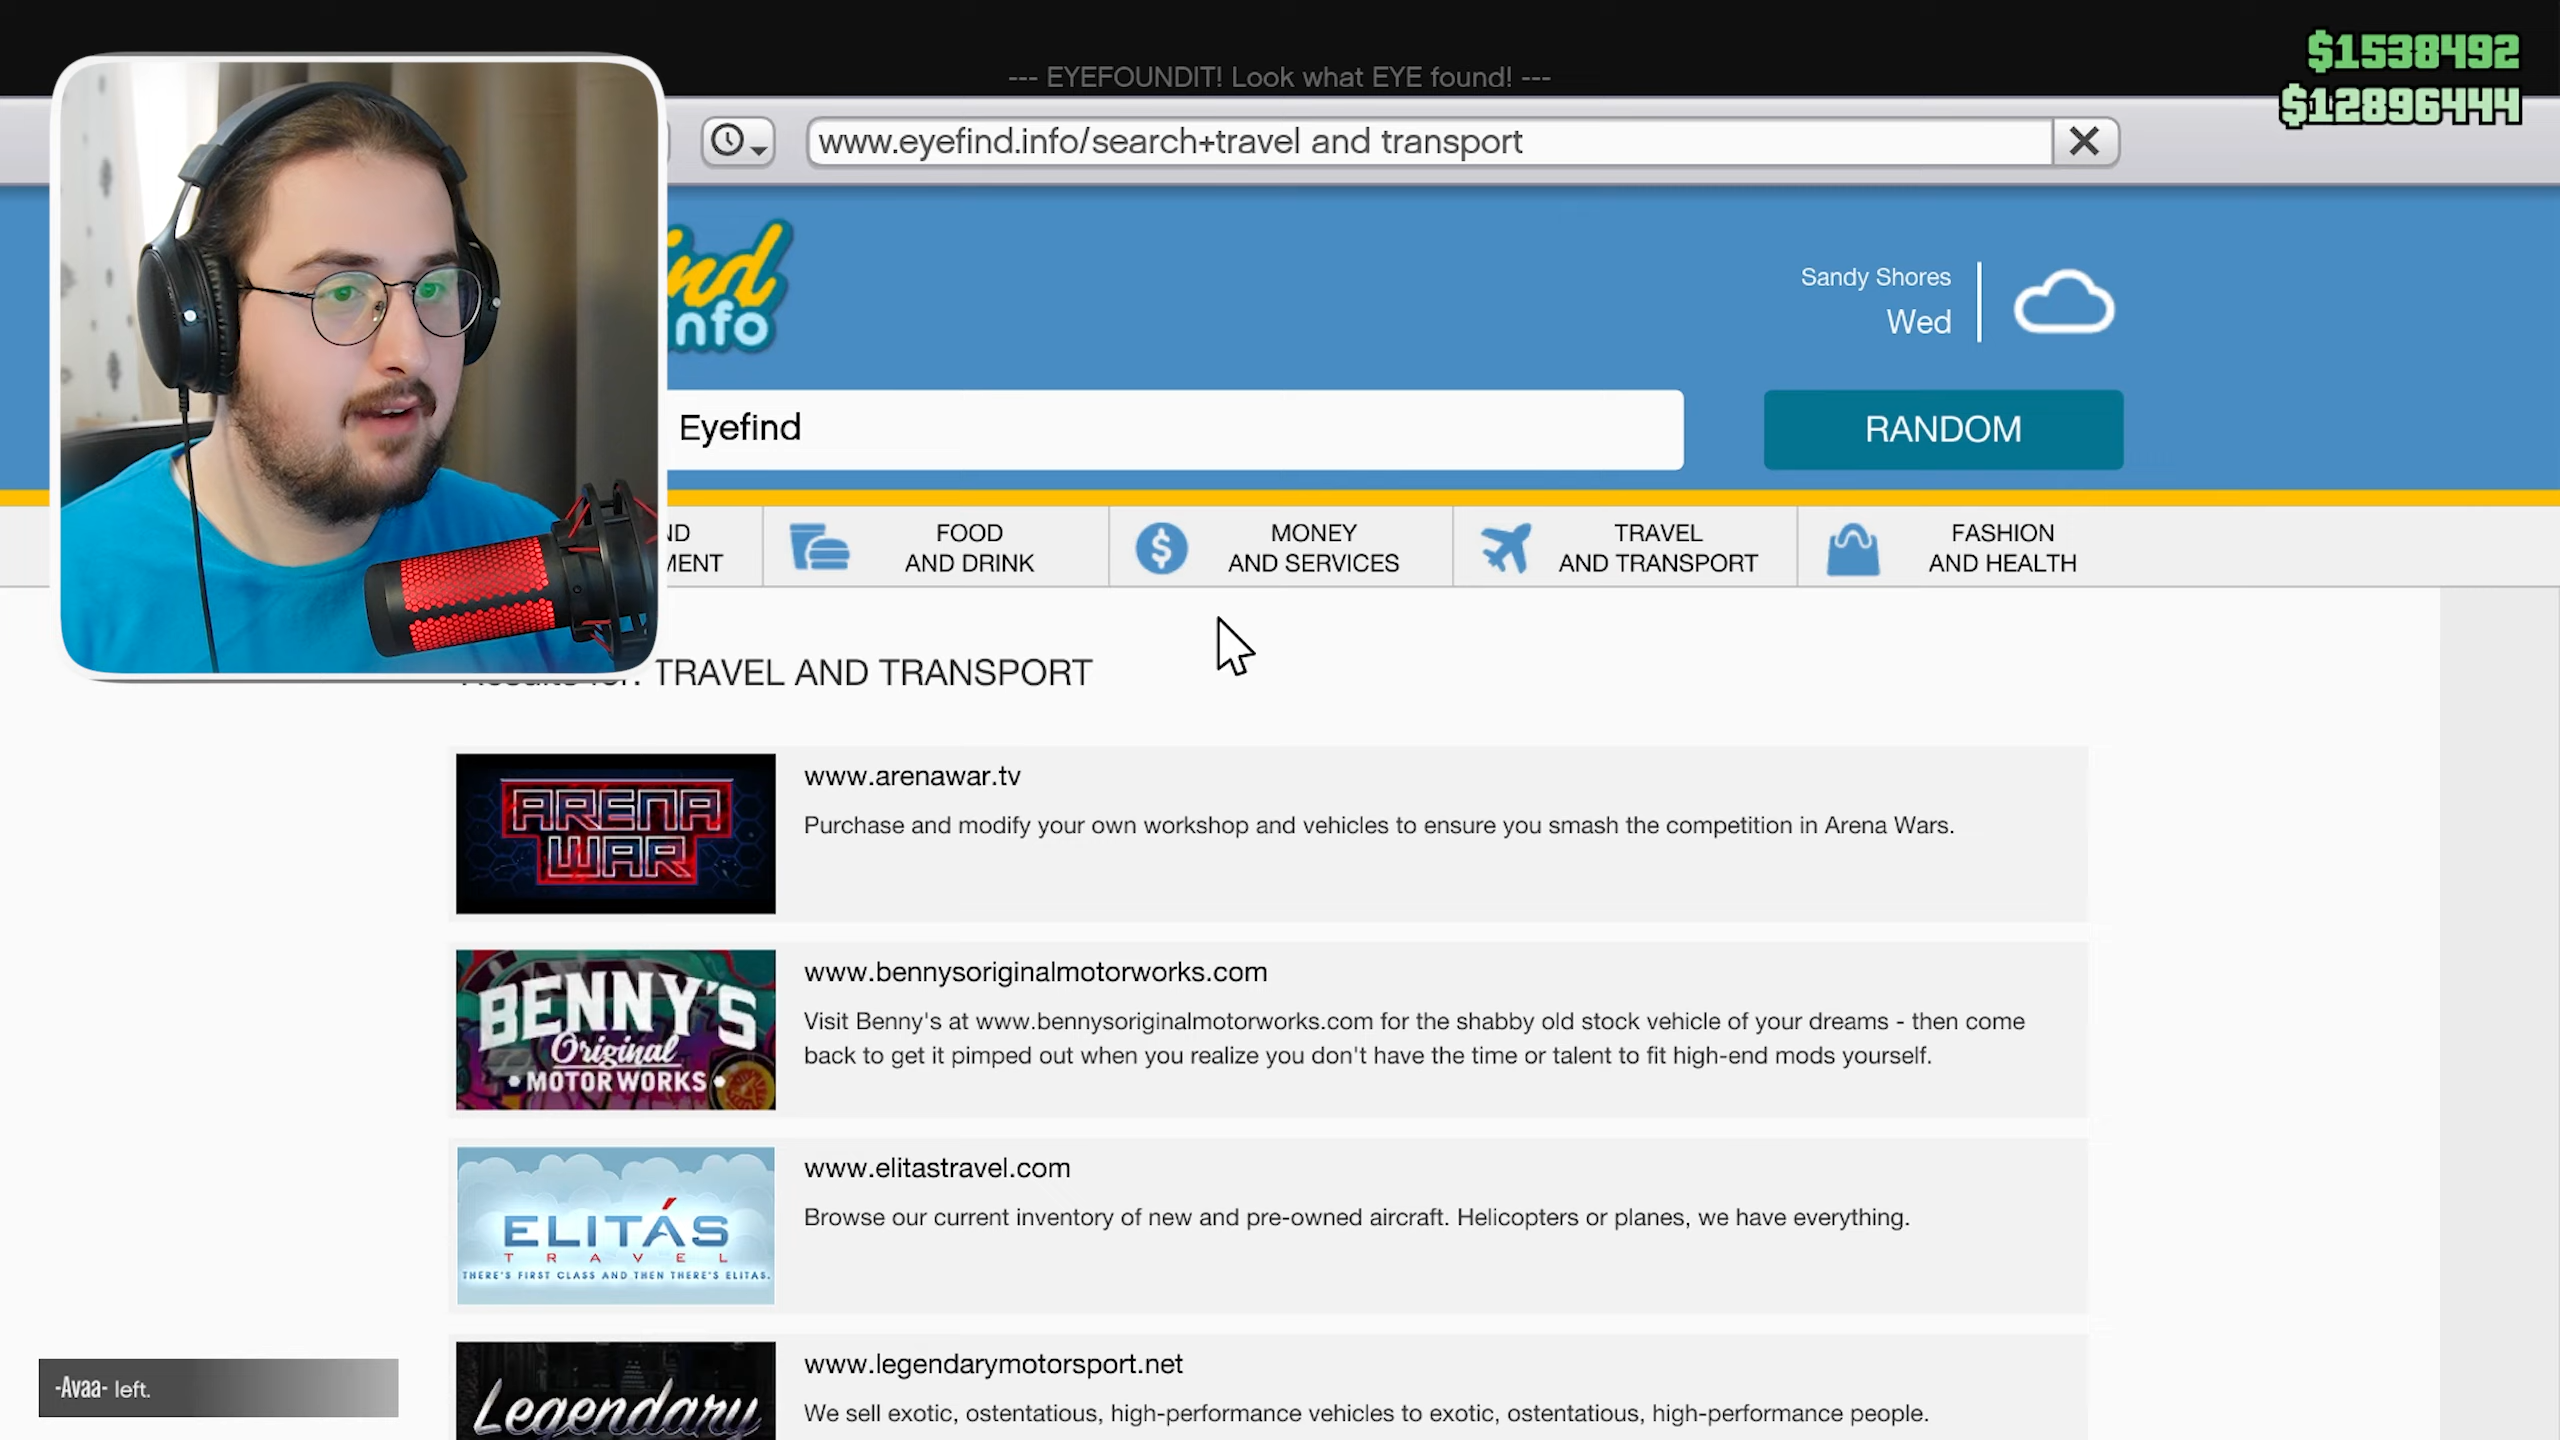 --- EYEFOUNDIT! Look what EYE found! ---
$1538492
$12896444
www.eyefind.info/search+travel and transport
nd
nfo
Sandy Shores
Wed
Eyefind
RANDOM
ND
MENT
FOOD
AND DRINK
MONEY
AND SERVICES
TRAVEL
AND TRANSPORT
FASHION
AND HEALTH
Results for: TRAVEL AND TRANSPORT
ARENA
WAR
www.arenawar.tv
Purchase and modify your own workshop and vehicles to ensure you smash the competition in Arena Wars.
BENNY'S
Original
• MOTOR WORKS •
www.bennysoriginalmotorworks.com
Visit Benny's at www.bennysoriginalmotorworks.com for the shabby old stock vehicle of your dreams - then come
back to get it pimped out when you realize you don't have the time or talent to fit high-end mods yourself.
ELITÁS
TRAVEL
THERE'S FIRST CLASS AND THEN THERE'S ELITAS.
www.elitastravel.com
Browse our current inventory of new and pre-owned aircraft. Helicopters or planes, we have everything.
Legendary
www.legendarymotorsport.net
We sell exotic, ostentatious, high-performance vehicles to exotic, ostentatious, high-performance people.
-Avaa- left.